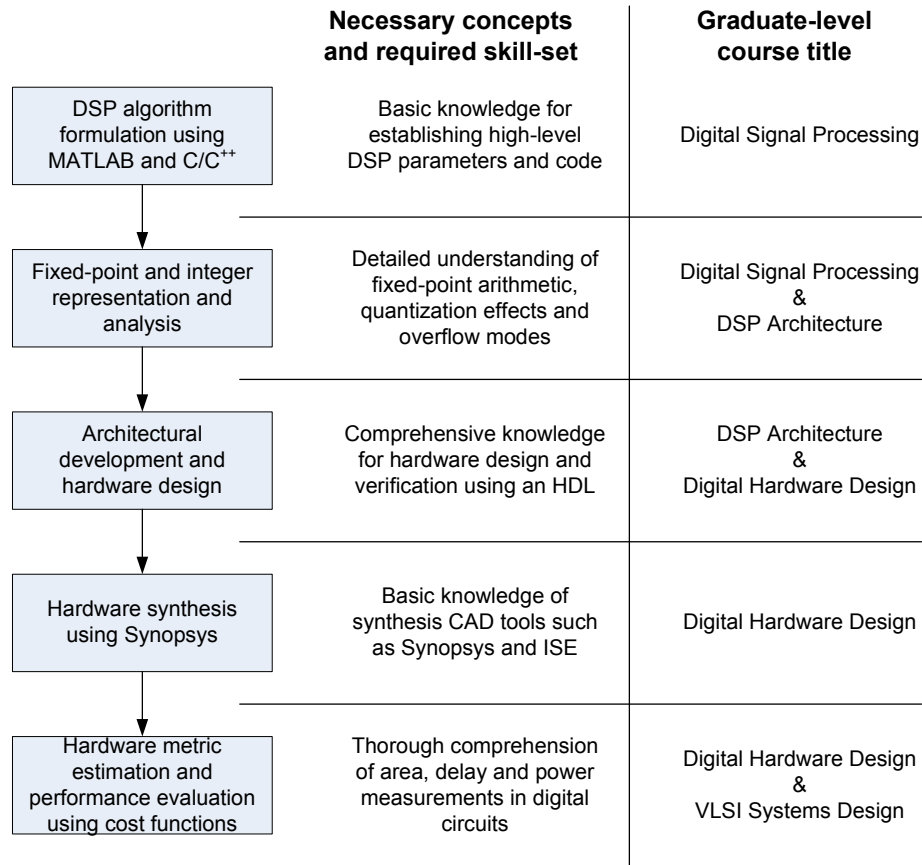 Necessary concepts
and required skill-set
Graduate-level
course title
DSP algorithm
formulation using
MATLAB and C/C++
Basic knowledge for
establishing high-level
DSP parameters and code
Digital Signal Processing
Fixed-point and integer
representation and
analysis
Detailed understanding of
fixed-point arithmetic,
quantization effects and
overflow modes
Digital Signal Processing
&
DSP Architecture
Architectural
development and
hardware design
Comprehensive knowledge
for hardware design and
verification using an HDL
DSP Architecture
&
Digital Hardware Design
Hardware synthesis
using Synopsys
Basic knowledge of
synthesis CAD tools such
as Synopsys and ISE
Digital Hardware Design
Hardware metric
estimation and
performance evaluation
using cost functions
Thorough comprehension
of area, delay and power
measurements in digital
circuits
Digital Hardware Design
&
VLSI Systems Design